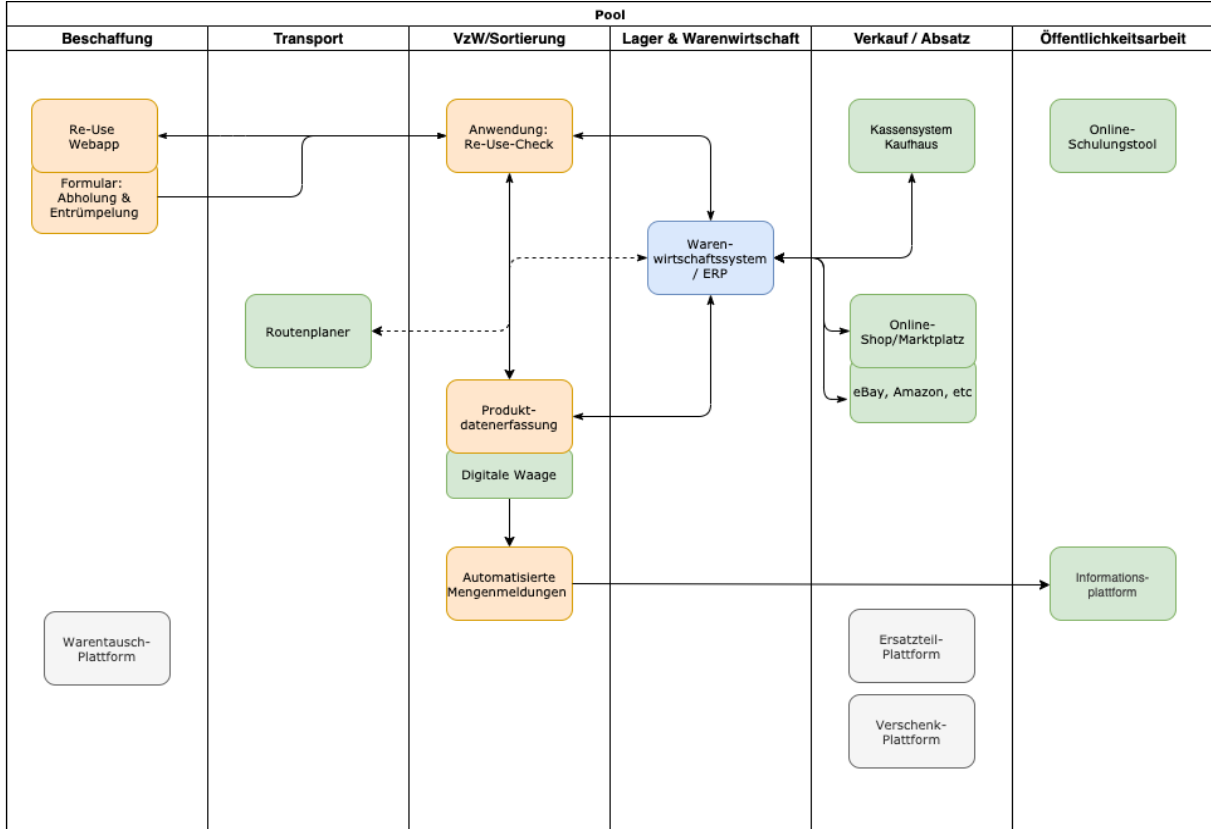 Pool
Beschaffung
Transport
VzW/Sortierung
Lager & Warenwirtschaft
Verkauf / Absatz
Öffentlichkeitsarbeit
Re-Use
Webapp
Formular:
Abholung &
Entrümpelung
Anwendung:
Re-Use-Check
Kassensystem
Kaufhaus
Online-
Schulungstool
Waren-
wirtschaftssystem
/ ERP
Routenplaner
Online-
Shop/Marktplatz
eBay, Amazon, etc
Produkt-
datenerfassung
Digitale Waage
Automatisierte
Mengenmeldungen
Informations-
plattform
Warentausch-
Plattform
Ersatzteil-
Plattform
Verschenk-
Plattform